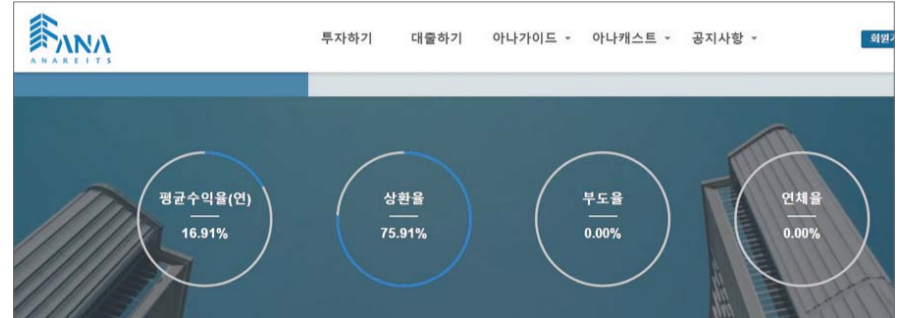 ANA
ANAREITS
투자하기 대출하기 아나가이드 아나캐스트 공지사항
평균수익율(연)
16.91%
상환율
75.91%
부도율
0.00%
연체율
0.00%